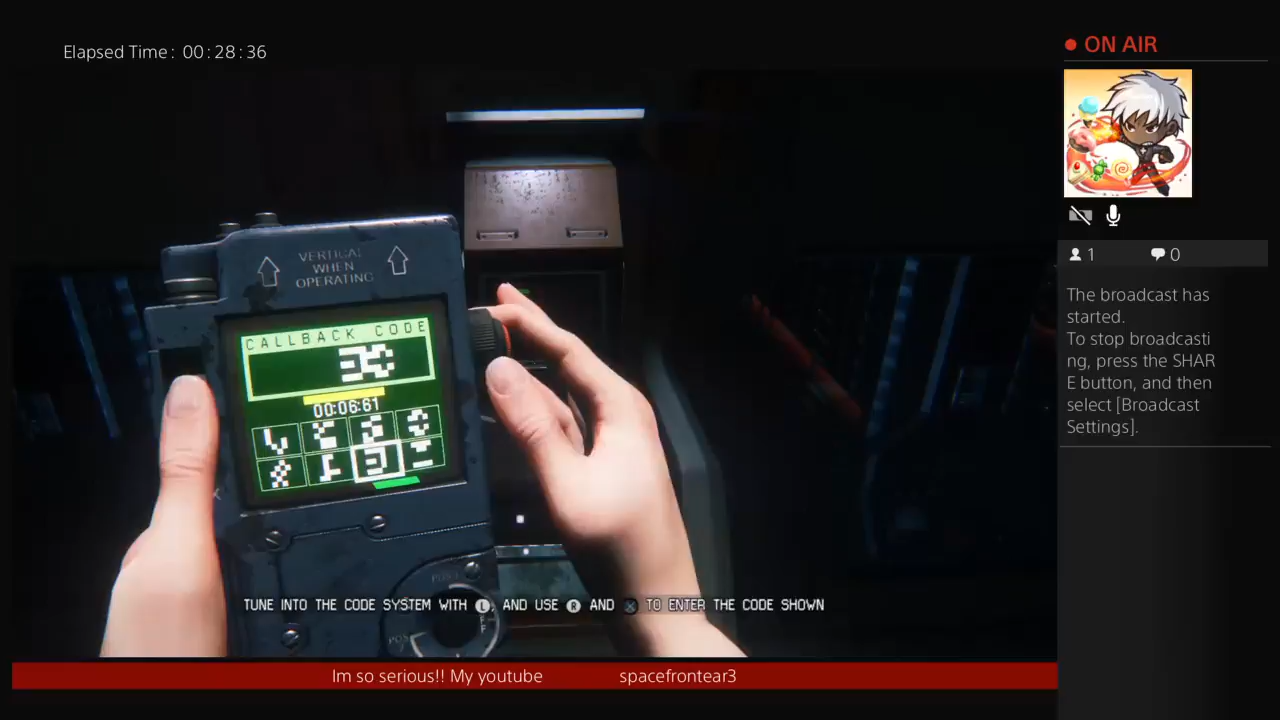 Elapsed Time: 00:28:36
ON AIR
1
0
The broadcast has
started.
To stop broadcasti
ng, press the SHAR
E button, and then
select [Broadcast
Settings].
VERTICAL
WHEN
OPERATING
CALLBACK CODE
00:06:61
TUNE INTO THE CODE SYSTEM WITH L, AND USE R AND X TO ENTER THE CODE SHOWN
Im so serious!! My youtube spacefrontear3